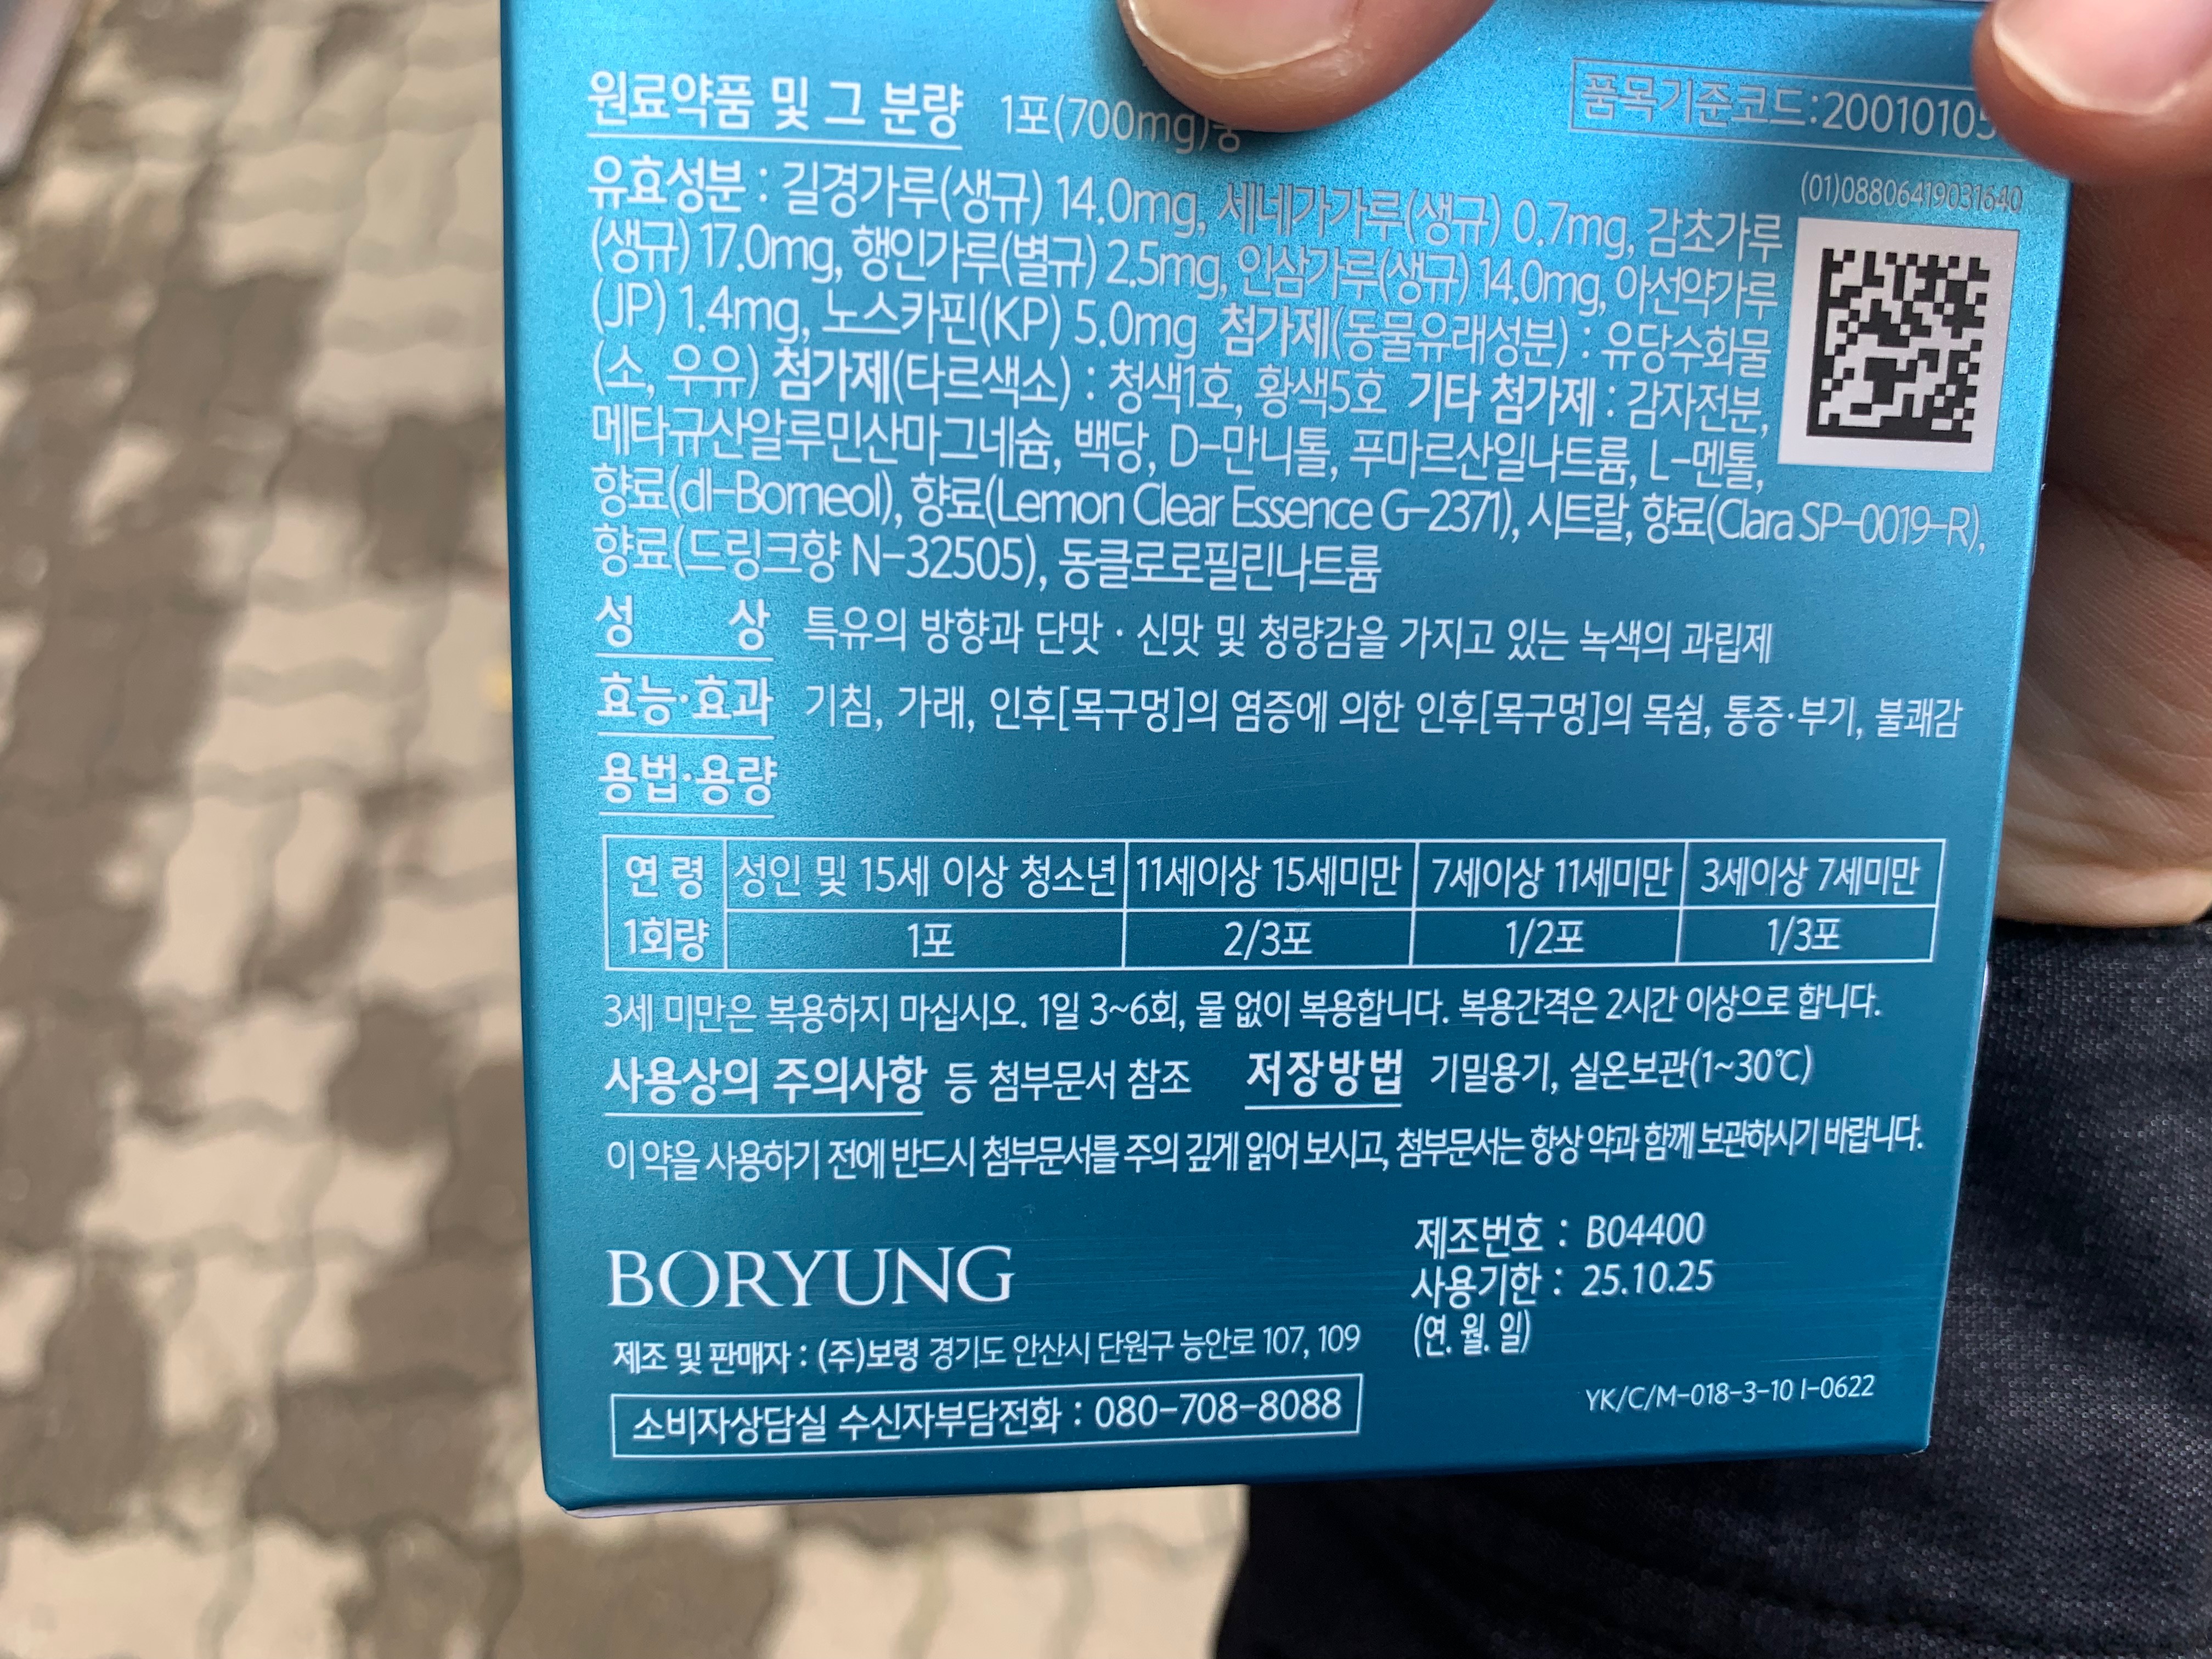 원료약품 및 그 분량 1포(700mg)중
품목기준코드:20010105
(01)08806419031640
유효성분 : 길경가루(생규) 14.0mg, 세네가가루(생규) 0.7mg, 감초가루
(생규) 17.0mg, 행인가루(별규) 2.5mg, 인삼가루(생규) 14.0mg, 아선약가루
(JP) 1.4mg, 노스카핀(KP) 5.0mg 첨가제(동물유래성분) : 유당수화물
(소, 우유) 첨가제(타르색소) : 청색1호, 황색5호 기타 첨가제 : 감자전분,
메타규산알루민산마그네슘, 백당, D-만니톨, 푸마르산일나트륨, L-멘톨,
향료(dl-Borneol), 향료(Lemon Clear Essence G-2371), 시트랄, 향료(Clara SP-0019-R),
향료(드링크향 N-32505), 동클로로필린나트륨
성 상 특유의 방향과 단맛 · 신맛 및 청량감을 가지고 있는 녹색의 과립제
효능·효과 기침, 가래, 인후[목구멍]의 염증에 의한 인후[목구멍]의 목쉼, 통증·부기, 불쾌감
용법·용량
연령 성인 및 15세 이상 청소년 11세이상 15세미만 7세이상 11세미만 3세이상 7세미만
1회량 1포 2/3포 1/2포 1/3포
3세 미만은 복용하지 마십시오. 1일 3~6회, 물 없이 복용합니다. 복용간격은 2시간 이상으로 합니다.
사용상의 주의사항 등 첨부문서 참조 저장방법 기밀용기, 실온보관(1~30℃)
이 약을 사용하기 전에 반드시 첨부문서를 주의 깊게 읽어 보시고, 첨부문서는 항상 약과 함께 보관하시기 바랍니다.
BORYUNG
제조번호 : B04400
사용기한 : 25.10.25
(연. 월. 일)
제조 및 판매자 : (주)보령 경기도 안산시 단원구 능안로 107, 109
소비자상담실 수신자부담전화 : 080-708-8088
YK/C/M-018-3-10 I-0622